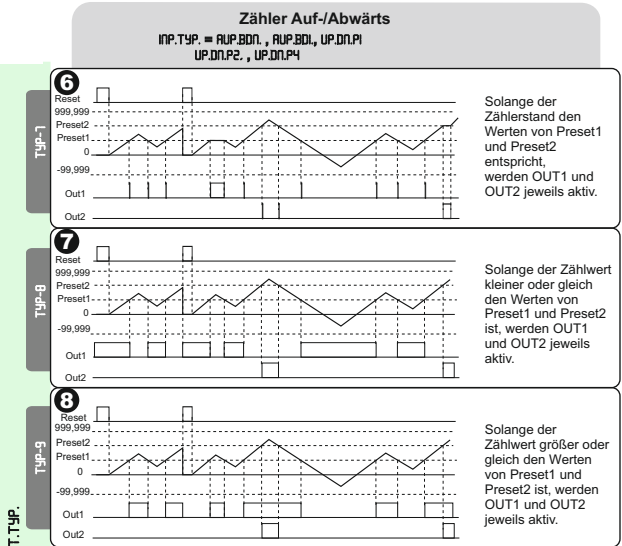 Zähler Auf-/Abwärts
INP.TYP. = AUP.BDN. , AUP.BDI., UP.DN.P1
UP.DN.P2. , UP.DN.P4
6
TYP-7
Reset
999,999
Preset2
Preset1
0
-99,999
Out1
Out2
Solange der
Zählerstand den
Werten von Preset1
und Preset2
entspricht,
werden OUT1 und
OUT2 jeweils aktiv.
7
TYP-8
Reset
999,999
Preset2
Preset1
0
-99,999
Out1
Out2
Solange der Zählwert
kleiner oder gleich
den Werten von
Preset1 und Preset2
ist, werden OUT1
und OUT2 jeweils
aktiv.
8
TYP-9
Reset
999,999
Preset2
Preset1
0
-99,999
Out1
Out2
Solange der
Zählwert größer oder
gleich den Werten
von Preset1 und
Preset2 ist, werden
OUT1 und OUT2
jeweils aktiv.
T.TYP.